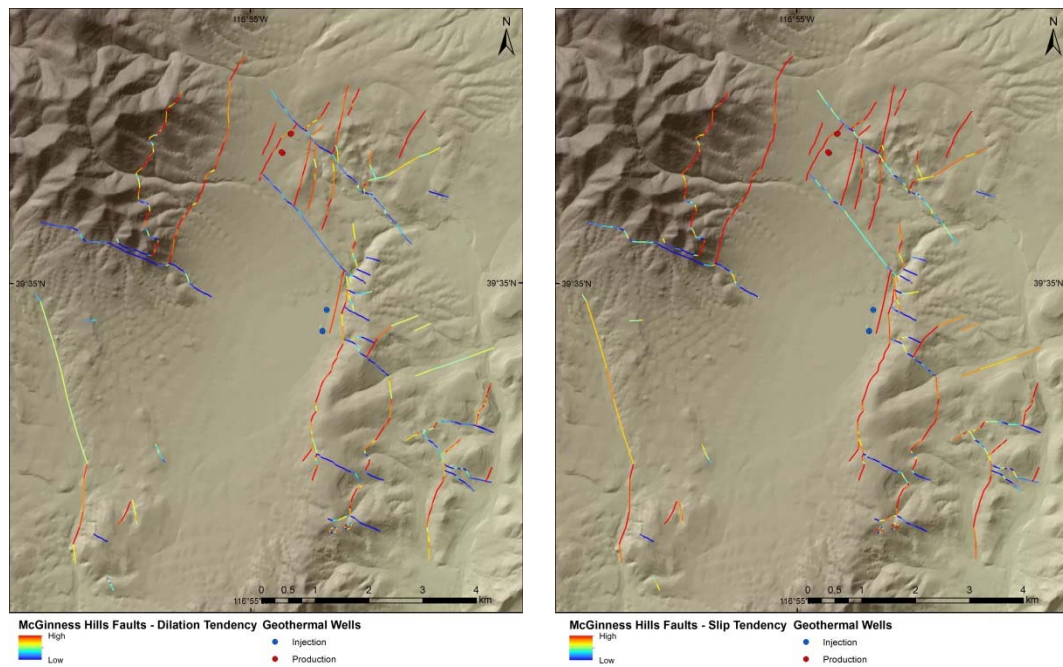 116°55'W
N
39°35'N
39°35'N
116°55'W
0 0.5 1 2 3 4
km
McGinness Hills Faults - Dilation Tendency Geothermal Wells
High
Low
Injection
Production
116°55'W
N
39°35'N
39°35'N
116°55'W
0 0.5 1 2 3 4
km
McGinness Hills Faults - Slip Tendency Geothermal Wells
High
Low
Injection
Production